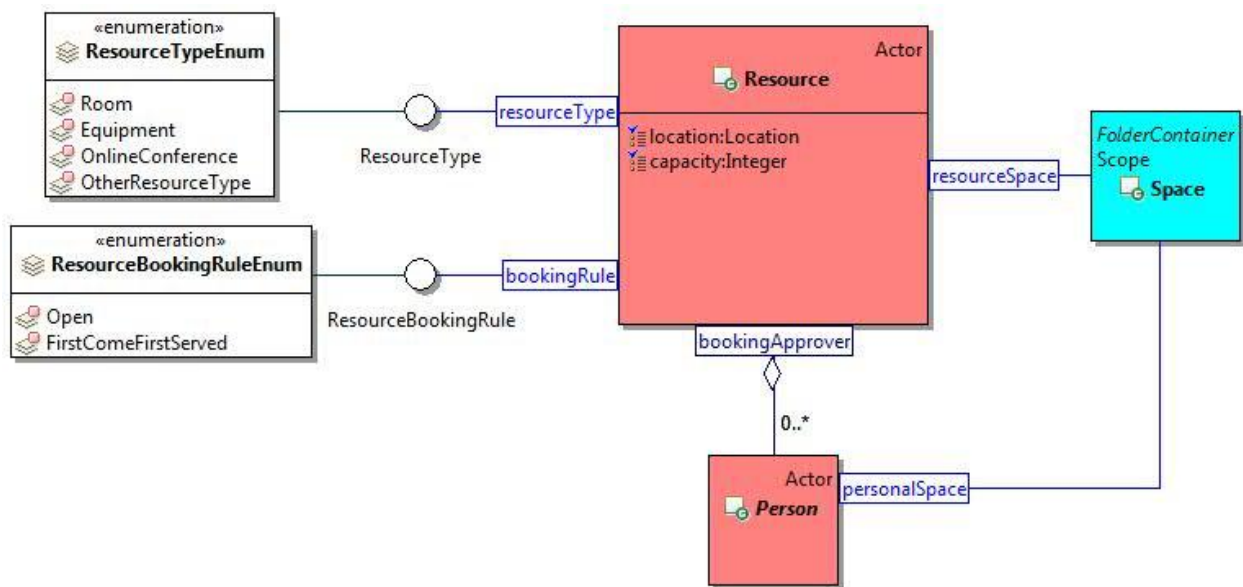 «enumeration»
ResourceTypeEnum
Room
Equipment
OnlineConference
OtherResourceType
ResourceType
resourceType
Actor
Resource
location:Location
capacity:Integer
resourceSpace
FolderContainer
Scope
Space
«enumeration»
ResourceBookingRuleEnum
Open
FirstComeFirstServed
ResourceBookingRule
bookingRule
bookingApprover
0..*
Actor
Person
personalSpace